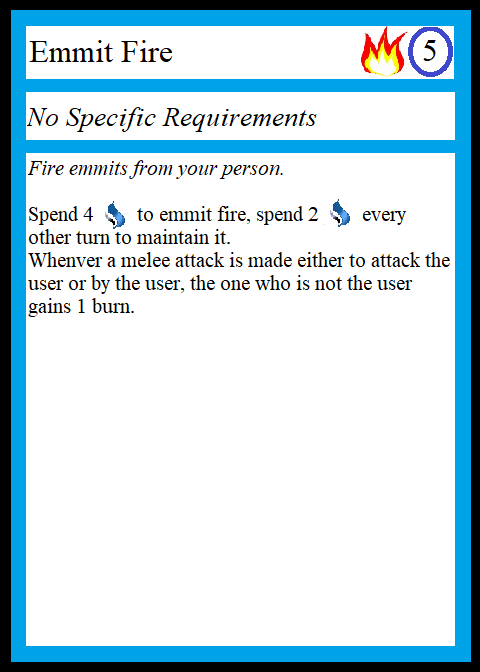 Emmit Fire 5
No Specific Requirements
Fire emmits from your person.
Spend 4 to emmit fire, spend 2 every
other turn to maintain it.
Whenver a melee attack is made either to attack the
user or by the user, the one who is not the user
gains 1 burn.